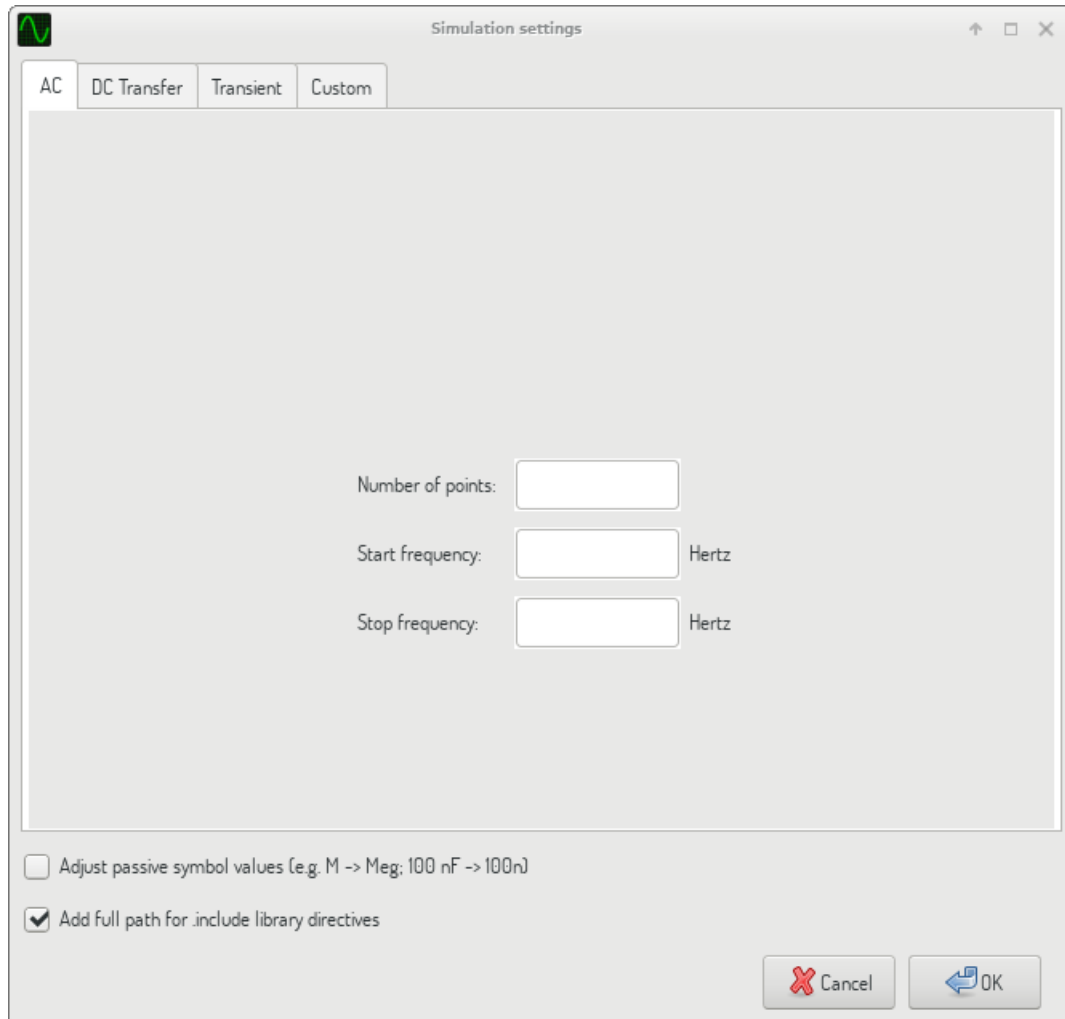 Simulation settings
AC DC Transfer Transient Custom
Number of points:
Start frequency: Hertz
Stop frequency: Hertz
Adjust passive symbol values (e.g. M -> Meg; 100 nF -> 100n)
Add full path for .include library directives
Cancel OK